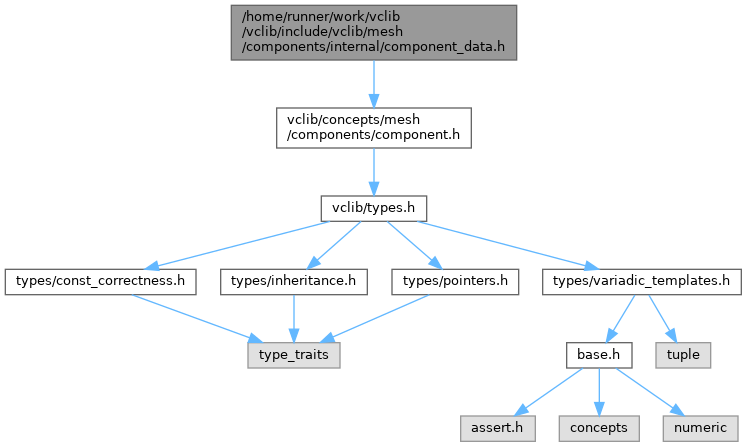 /home/runner/work/vclib
/vclib/include/vclib/mesh
/components/internal/component_data.h
vclib/concepts/mesh
/components/component.h
vclib/types.h
types/const_correctness.h
types/inheritance.h
types/pointers.h
types/variadic_templates.h
type_traits
base.h
tuple
assert.h
concepts
numeric